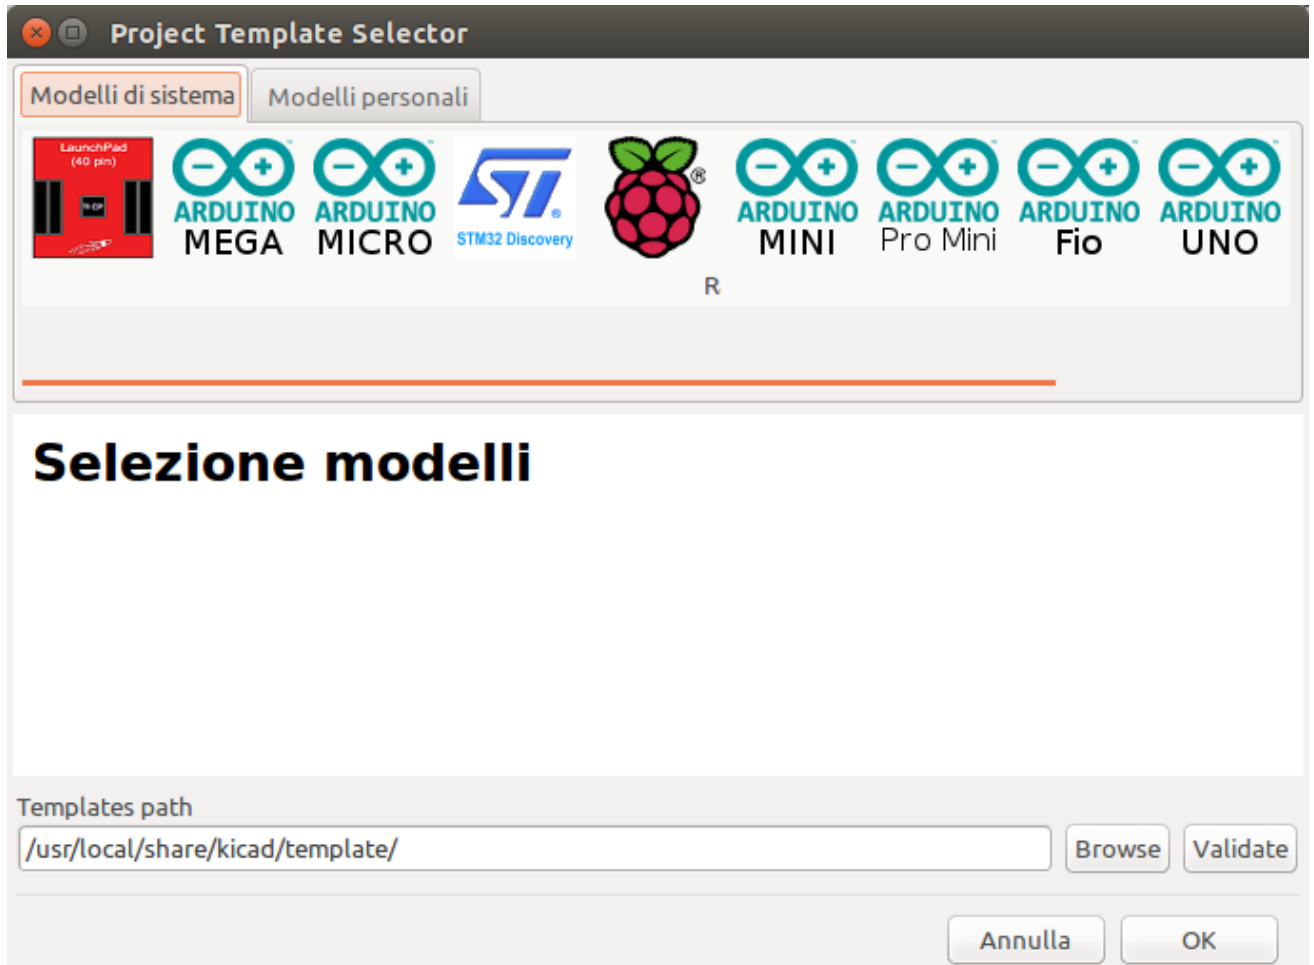 Project Template Selector
Modelli di sistema Modelli personali
LaunchPad
(40 pin)
ARDUINO
MEGA
ARDUINO
MICRO
STM32 Discovery
®
ARDUINO
MINI
ARDUINO
Pro Mini
ARDUINO
Fio
ARDUINO
UNO
R
Selezione modelli
Templates path
/usr/local/share/kicad/template/
Browse Validate
Annulla OK